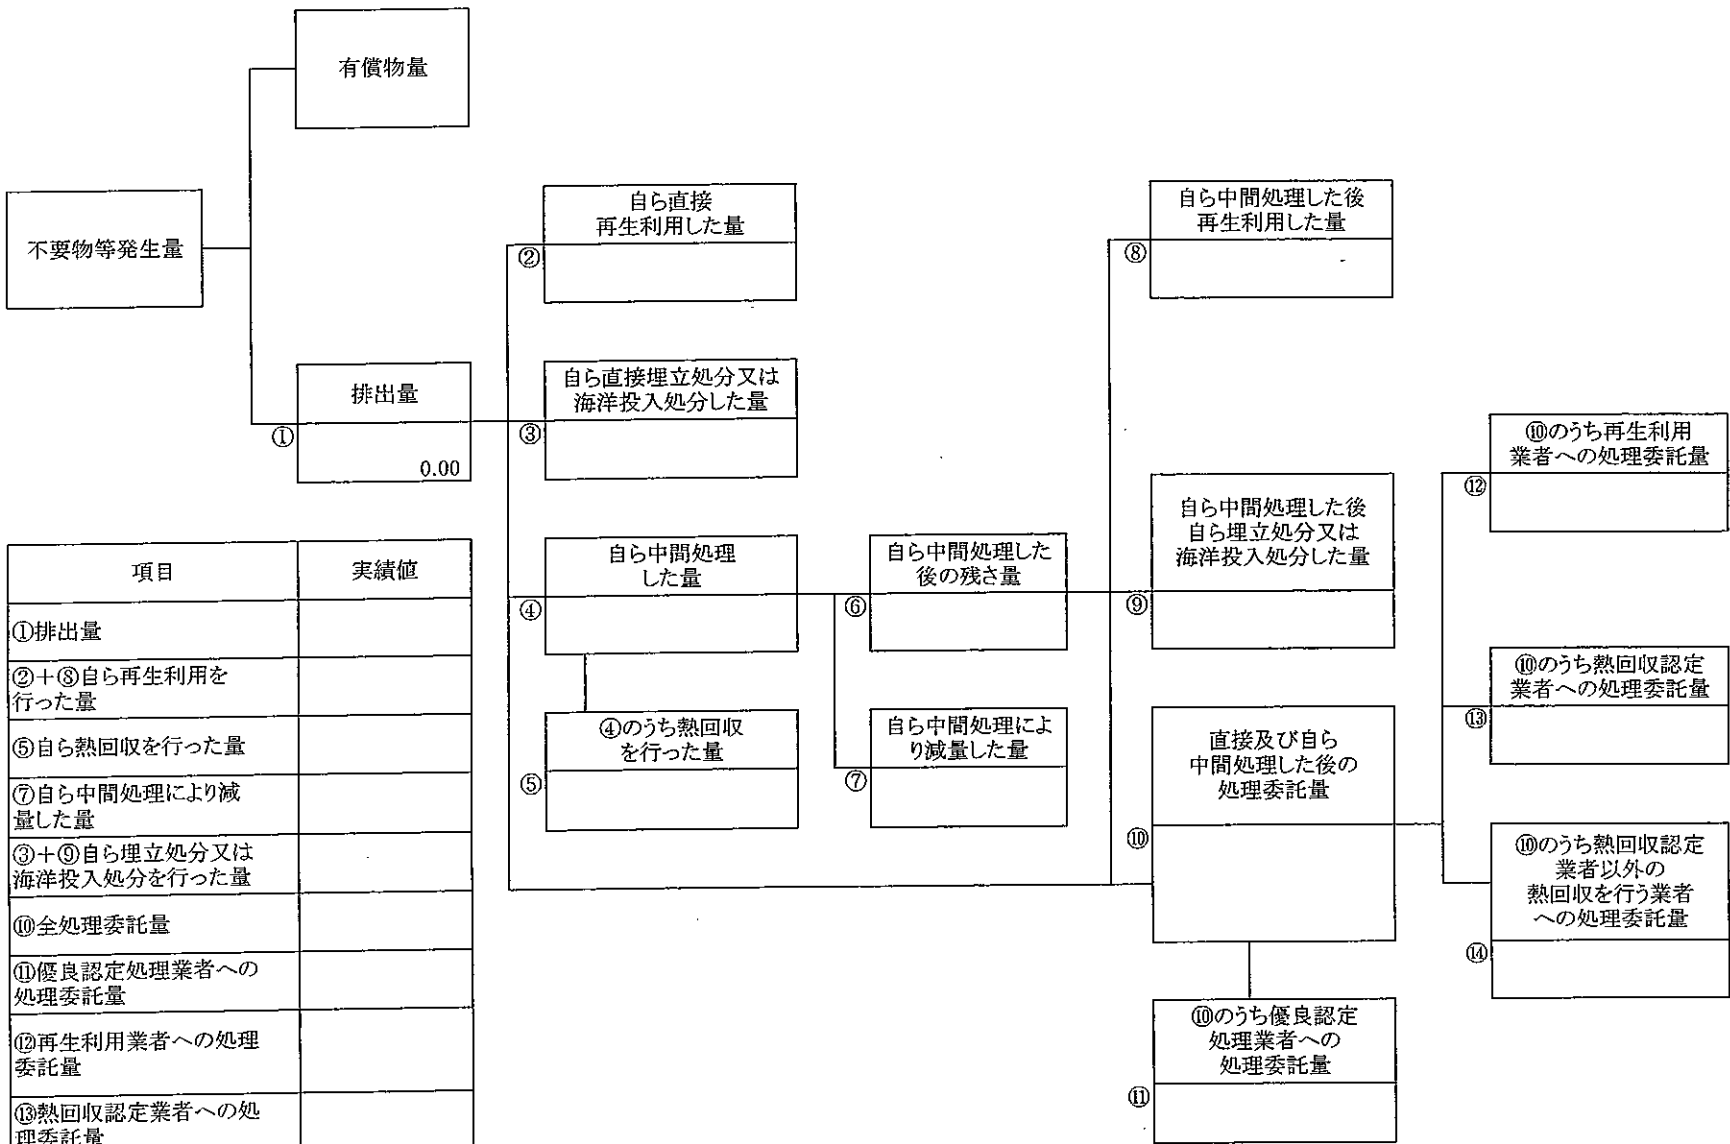 有償物量
不要物等発生量
排出量
①
0.00
自ら直接
再生利用した量
②
自ら直接埋立処分又は
海洋投入処分した量
③
自ら中間処理
した量
④
④のうち熱回収
を行った量
⑤
自ら中間処理した
後の残さ量
⑥
自ら中間処理によ
り減量した量
⑦
自ら中間処理した後
再生利用した量
⑧
自ら中間処理した後
自ら埋立処分又は
海洋投入処分した量
⑨
直接及び自ら
中間処理した後の
処理委託量
⑩
⑩のうち優良認定
処理業者への
処理委託量
⑪
⑩のうち再生利用
業者への処理委託量
⑫
⑩のうち熱回収認定
業者への処理委託量
⑬
⑩のうち熱回収認定
業者以外の
熱回収を行う業者
への処理委託量
⑭
項目 実績値
①排出量
②+⑧自ら再生利用を
行った量
⑤自ら熱回収を行った量
⑦自ら中間処理により減
量した量
③+⑨自ら埋立処分又は
海洋投入処分を行った量
⑩全処理委託量
⑪優良認定処理業者への
処理委託量
⑫再生利用業者への処理
委託量
⑬熱回収認定業者への処
理委託量